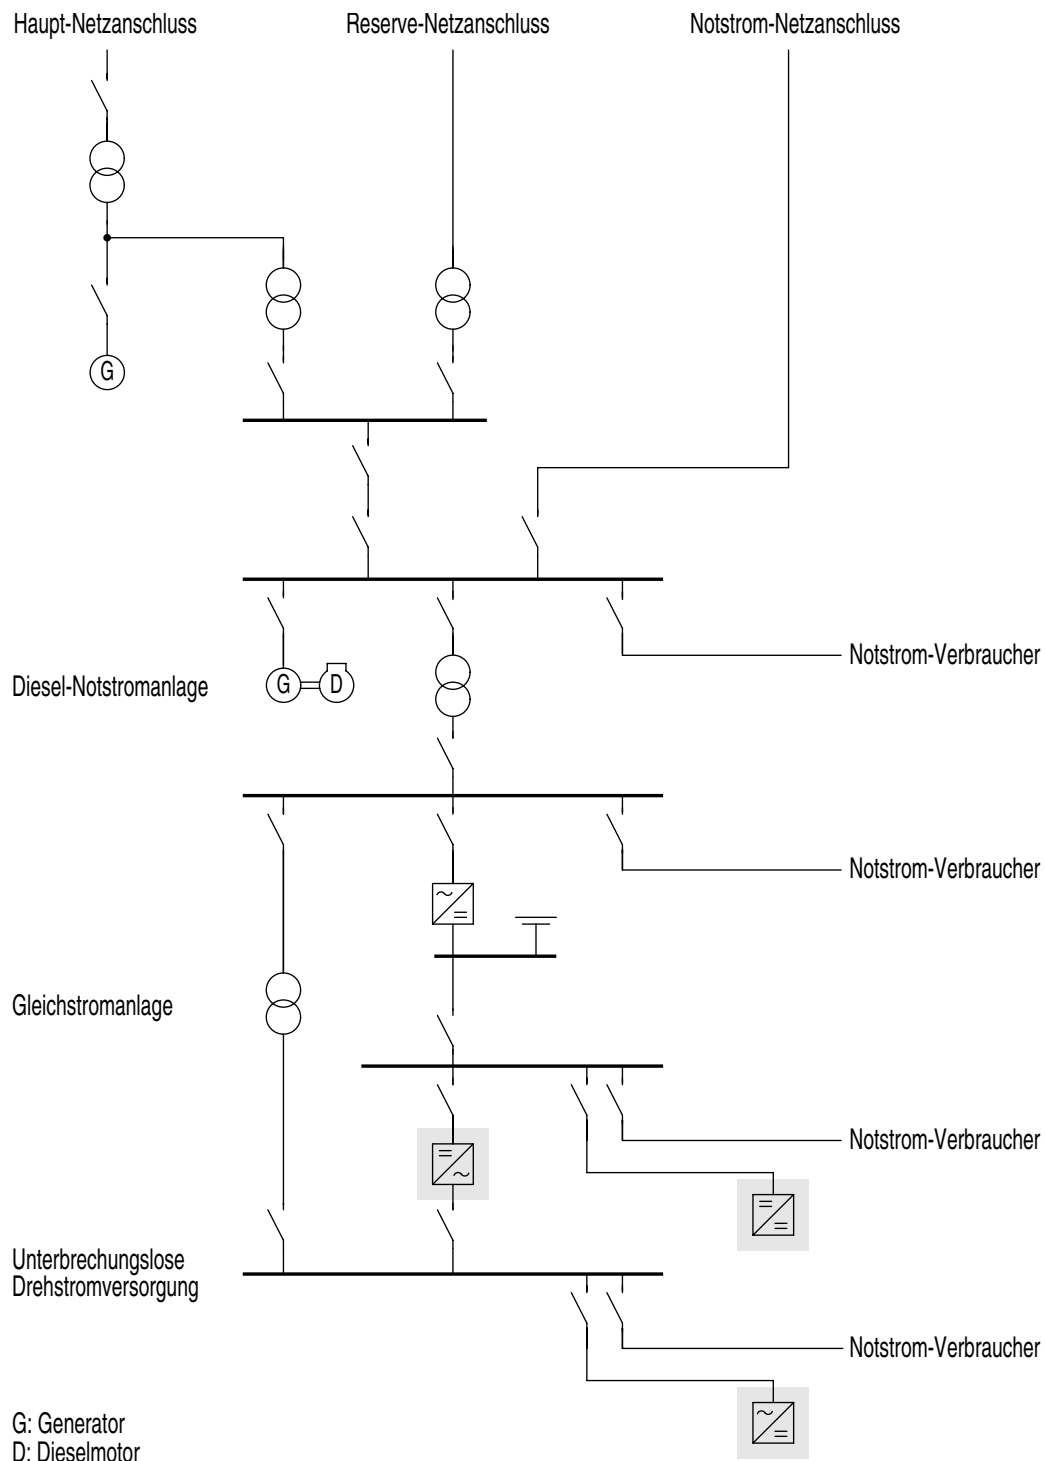 Haupt-Netzanschluss
Reserve-Netzanschluss
Notstrom-Netzanschluss
G
Notstrom-Verbraucher
Diesel-Notstromanlage
G
D
Notstrom-Verbraucher
Gleichstromanlage
Notstrom-Verbraucher
Unterbrechungslose
Drehstromversorgung
Notstrom-Verbraucher
G: Generator
D: Dieselmotor